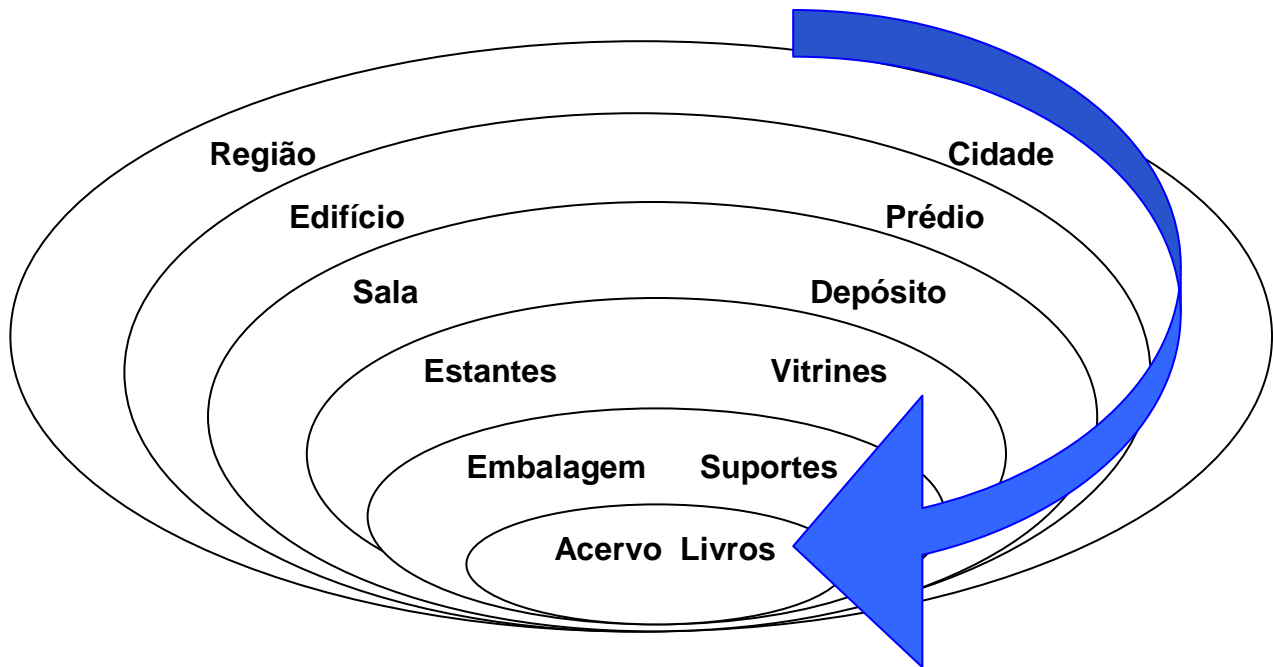 Região Cidade
Edifício Prédio
Sala Depósito
Estantes Vitrines
Embalagem Suportes
Acervo Livros